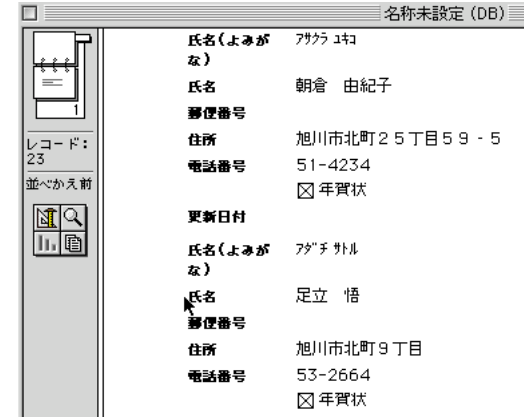 名称未設定 (DB)
1
レコード:
23
並べかえ前
氏名(よみが
な)
アサクラ ユキコ
氏名
朝倉 由紀子
郵便番号
住所
旭川市北町25丁目59-5
電話番号
51-4234
年賀状
更新日付
氏名(よみが
な)
アダチ サトル
氏名
足立 悟
郵便番号
住所
旭川市北町9丁目
電話番号
53-2664
年賀状